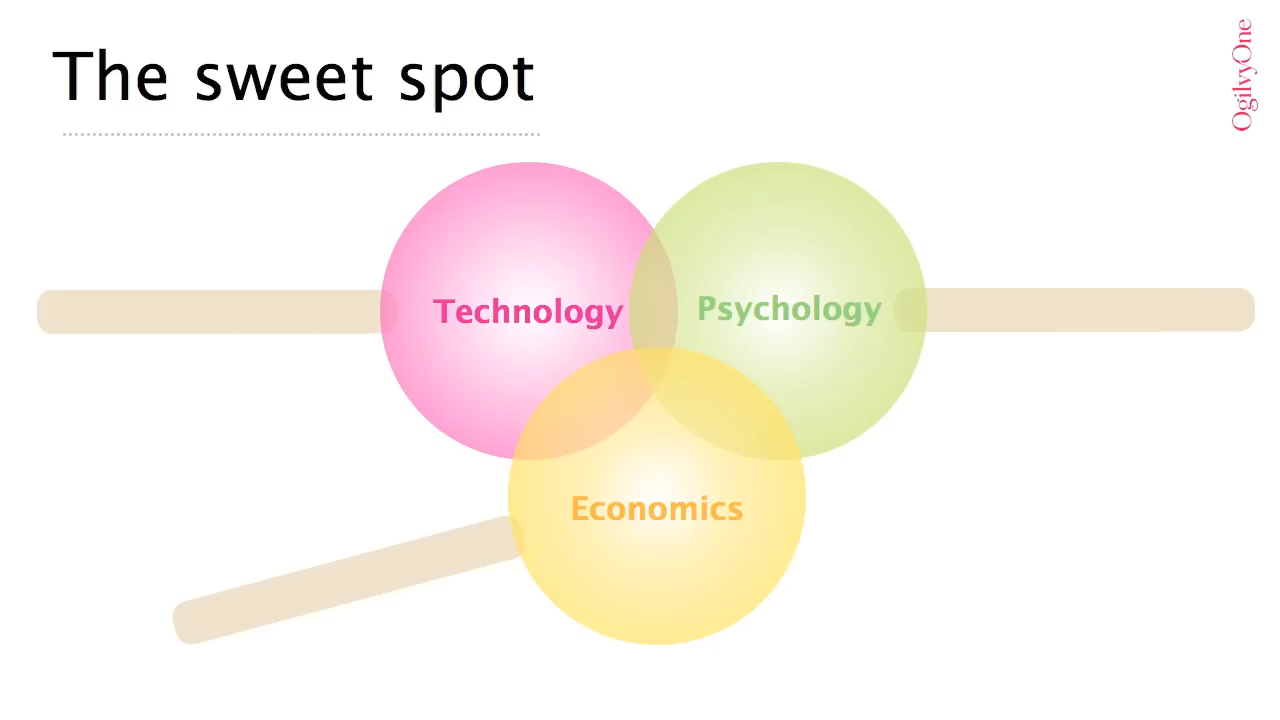 The sweet spot
OgilvyOne
Technology
Psychology
Economics